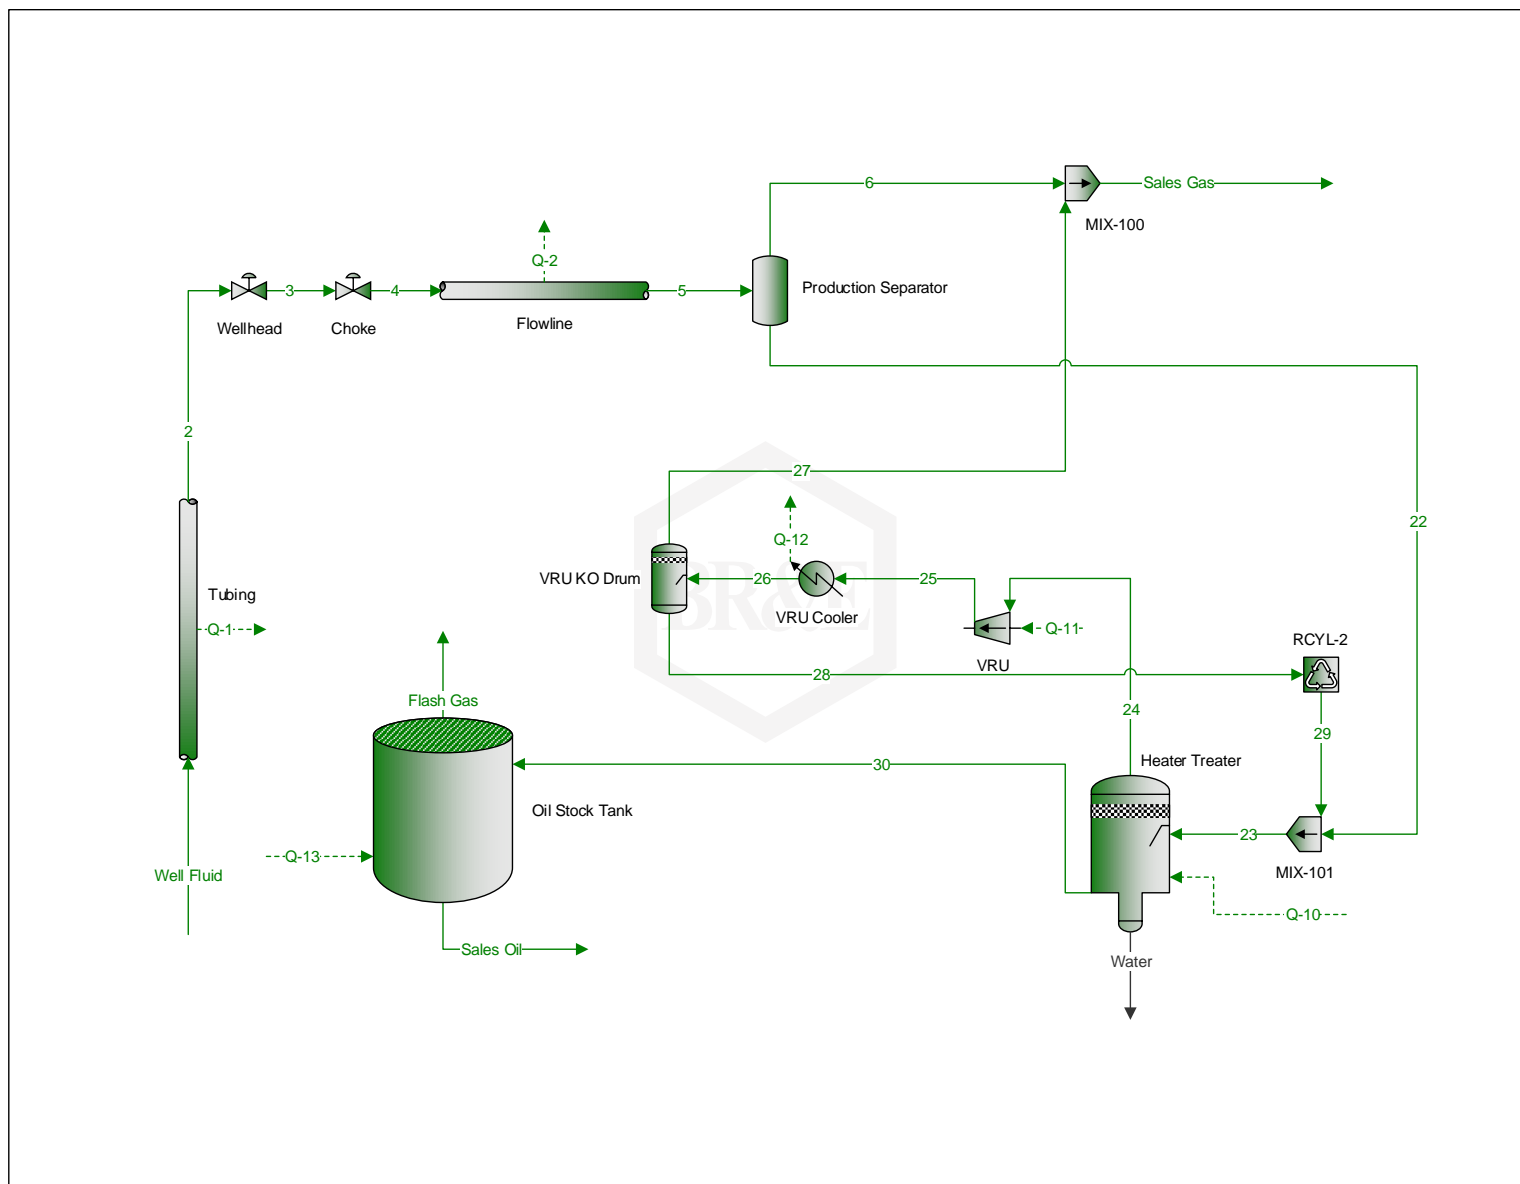 6
Sales Gas
MIX-100
Q-2
3
4
5
Production Separator
Wellhead
Choke
Flowline
2
27
22
Q-12
VRU KO Drum
26
25
BR&E
Tubing
VRU Cooler
Q-1
Q-11
RCYL-2
VRU
28
Flash Gas
24
29
Heater Treater
30
Oil Stock Tank
23
Q-13
MIX-101
Well Fluid
Q-10
Sales Oil
Water